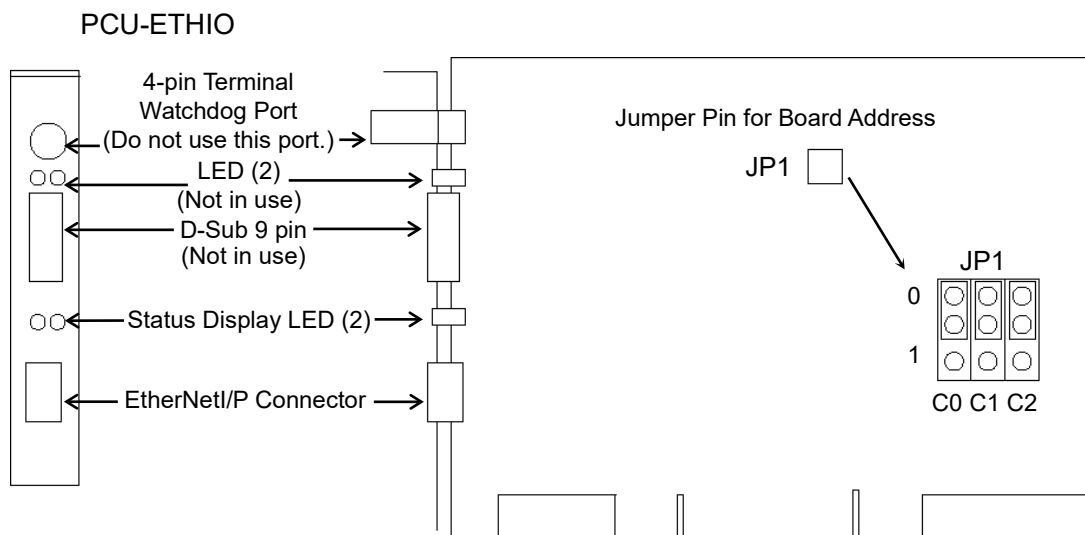 PCU-ETHIO
4-pin Terminal
Watchdog Port
(Do not use this port.)
LED (2)
(Not in use)
D-Sub 9 pin
(Not in use)
Status Display LED (2)
EtherNetI/P Connector
Jumper Pin for Board Address
JP1
JP1
0
1
C0 C1 C2